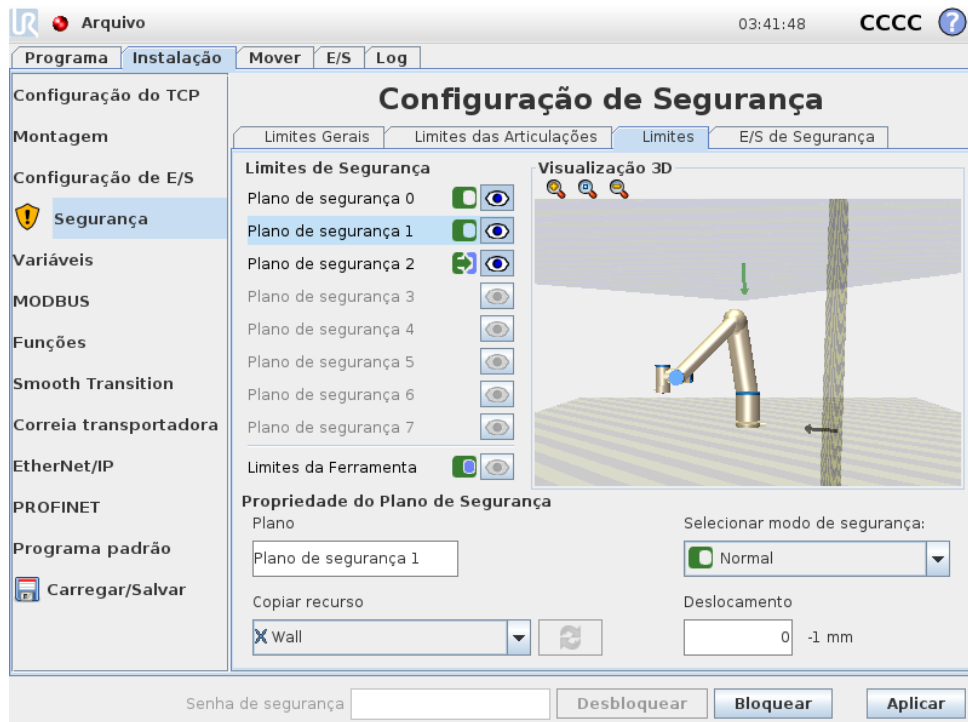 UR Arquivo 03:41:48 CCCC ?
Programa Instalação Mover E/S Log
Configuração do TCP
Montagem
Configuração de E/S
Segurança
Variáveis
MODBUS
Funções
Smooth Transition
Correia transportadora
EtherNet/IP
PROFINET
Programa padrão
Carregar/Salvar
Configuração de Segurança
Limites Gerais Limites das Articulações Limites E/S de Segurança
Limites de Segurança
Plano de segurança 0
Plano de segurança 1
Plano de segurança 2
Plano de segurança 3
Plano de segurança 4
Plano de segurança 5
Plano de segurança 6
Plano de segurança 7
Limites da Ferramenta
Visualização 3D
Propriedade do Plano de Segurança
Plano
Plano de segurança 1
Selecionar modo de segurança:
Normal
Copiar recurso
X Wall
Deslocamento
0 -1 mm
Senha de segurança Desbloquear Bloquear Aplicar